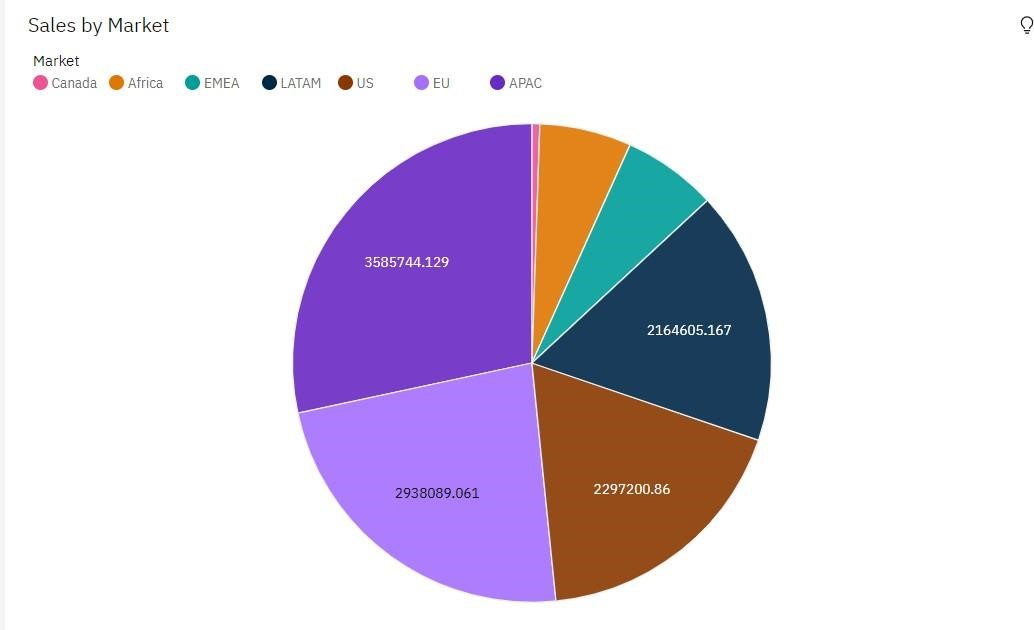 Sales by Market
Market
Canada Africa EMEA LATAM US EU APAC
3585744.129
2164605.167
2297200.86
2938089.061